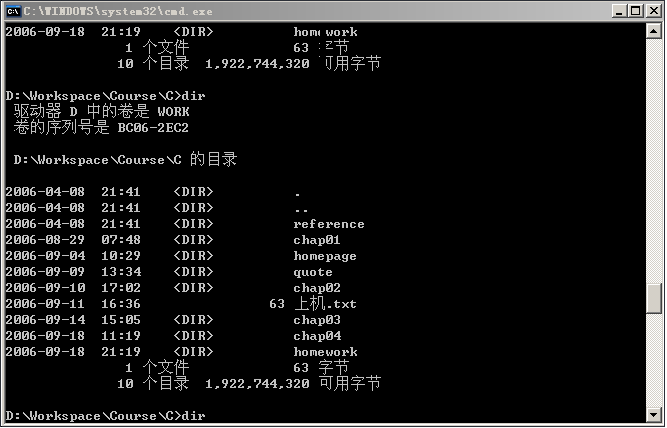 C:\WINDOWS\system32\cmd.exe
2006-09-18 21:19 <DIR> homework
1 个文件 63 字节
10 个目录 1,922,744,320 可用字节
D:\Workspace\Course\C>dir
驱动器 D 中的卷是 WORK
卷的序列号是 BC06-2EC2
D:\Workspace\Course\C 的目录
2006-04-08 21:41 <DIR> .
2006-04-08 21:41 <DIR> ..
2006-04-08 21:41 <DIR> reference
2006-08-29 07:48 <DIR> chap01
2006-09-04 10:29 <DIR> homepage
2006-09-09 13:34 <DIR> quote
2006-09-10 17:02 <DIR> chap02
2006-09-11 16:36 63 上机.txt
2006-09-14 15:05 <DIR> chap03
2006-09-18 11:19 <DIR> chap04
2006-09-18 21:19 <DIR> homework
1 个文件 63 字节
10 个目录 1,922,744,320 可用字节
D:\Workspace\Course\C>dir